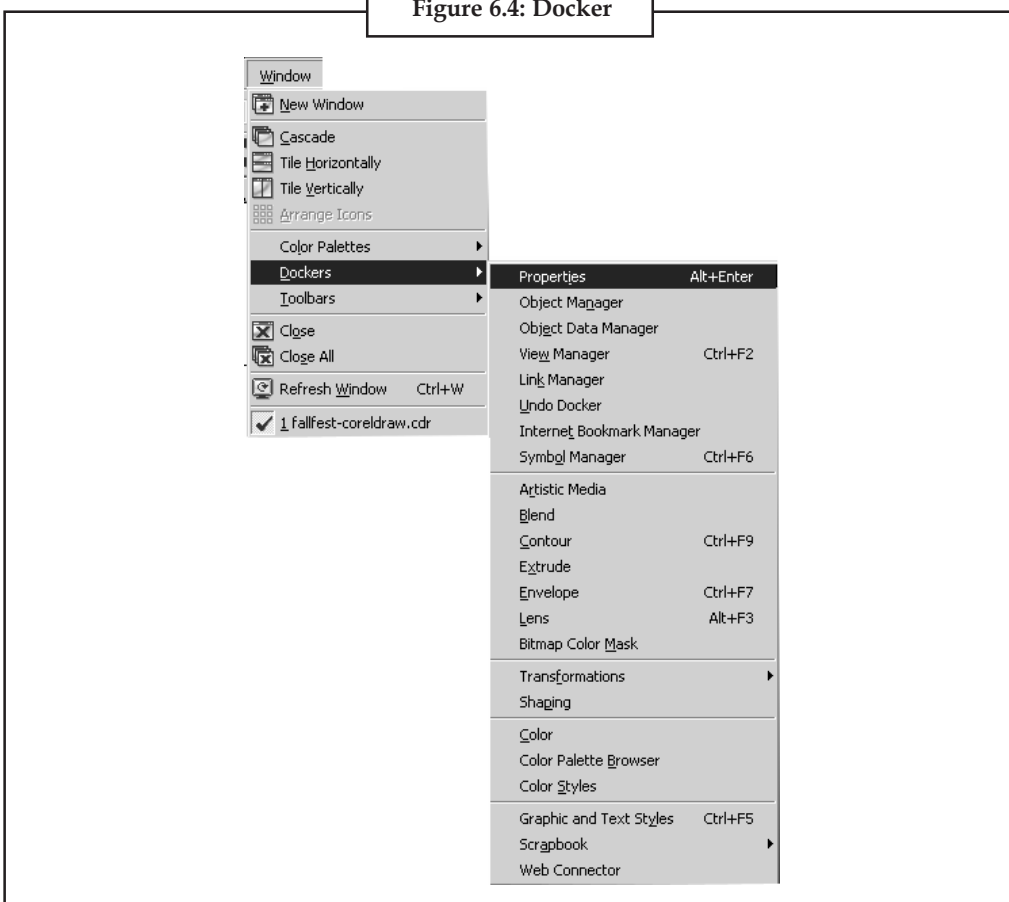 Figure 6.4: Docker
Window
New Window
Cascade
Tile Horizontally
Tile Vertically
Arrange Icons
Color Palettes
Dockers
Toolbars
Close
Close All
Refresh Window Ctrl+W
1 fallfest-coreldraw.cdr
Properties Alt+Enter
Object Manager
Object Data Manager
View Manager Ctrl+F2
Link Manager
Undo Docker
Internet Bookmark Manager
Symbol Manager Ctrl+F6
Artistic Media
Blend
Contour Ctrl+F9
Extrude
Envelope Ctrl+F7
Lens Alt+F3
Bitmap Color Mask
Transformations
Shaping
Color
Color Palette Browser
Color Styles
Graphic and Text Styles Ctrl+F5
Scrapbook
Web Connector